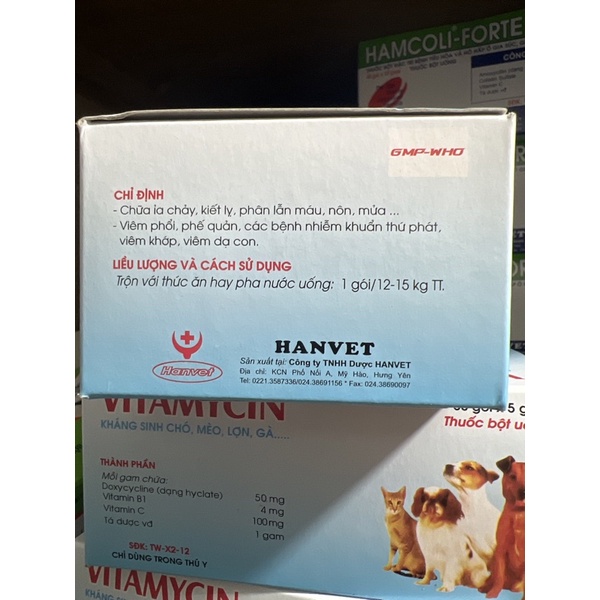 HAMCOLI-FORTE
Vitamin C
GMP-WHO
CHỈ ĐỊNH
- Chữa ỉa chảy, kiết lỵ, phân lẫn máu, nôn, mửa ...
- Viêm phổi, phế quản, các bệnh nhiễm khuẩn thứ phát,
viêm khớp, viêm dạ con.
LIỀU LƯỢNG VÀ CÁCH SỬ DỤNG
Trộn với thức ăn hay pha nước uống: 1 gói/12-15 kg TT.
Hanvet
HANVET
Sản xuất tại: Công ty TNHH Dược HANVET
Địa chỉ: KCN Phố Nối A, Mỹ Hào, Hưng Yên
Tel: 0221.3587336/024.38691156 * Fax: 024.38690097
VITAMYCIN
KHÁNG SINH CHÓ, MÈO, LỢN, GÀ.....
Thuốc bột
THÀNH PHẦN
Mỗi gam chứa:
Doxycycline (dạng hyclate) 50 mg
Vitamin B1 4 mg
Vitamin C 100 mg
Tá dược vđ 1 gam
SĐK: TW-X2-12
CHỈ DÙNG TRONG THÚ Y
VITAMYCIN